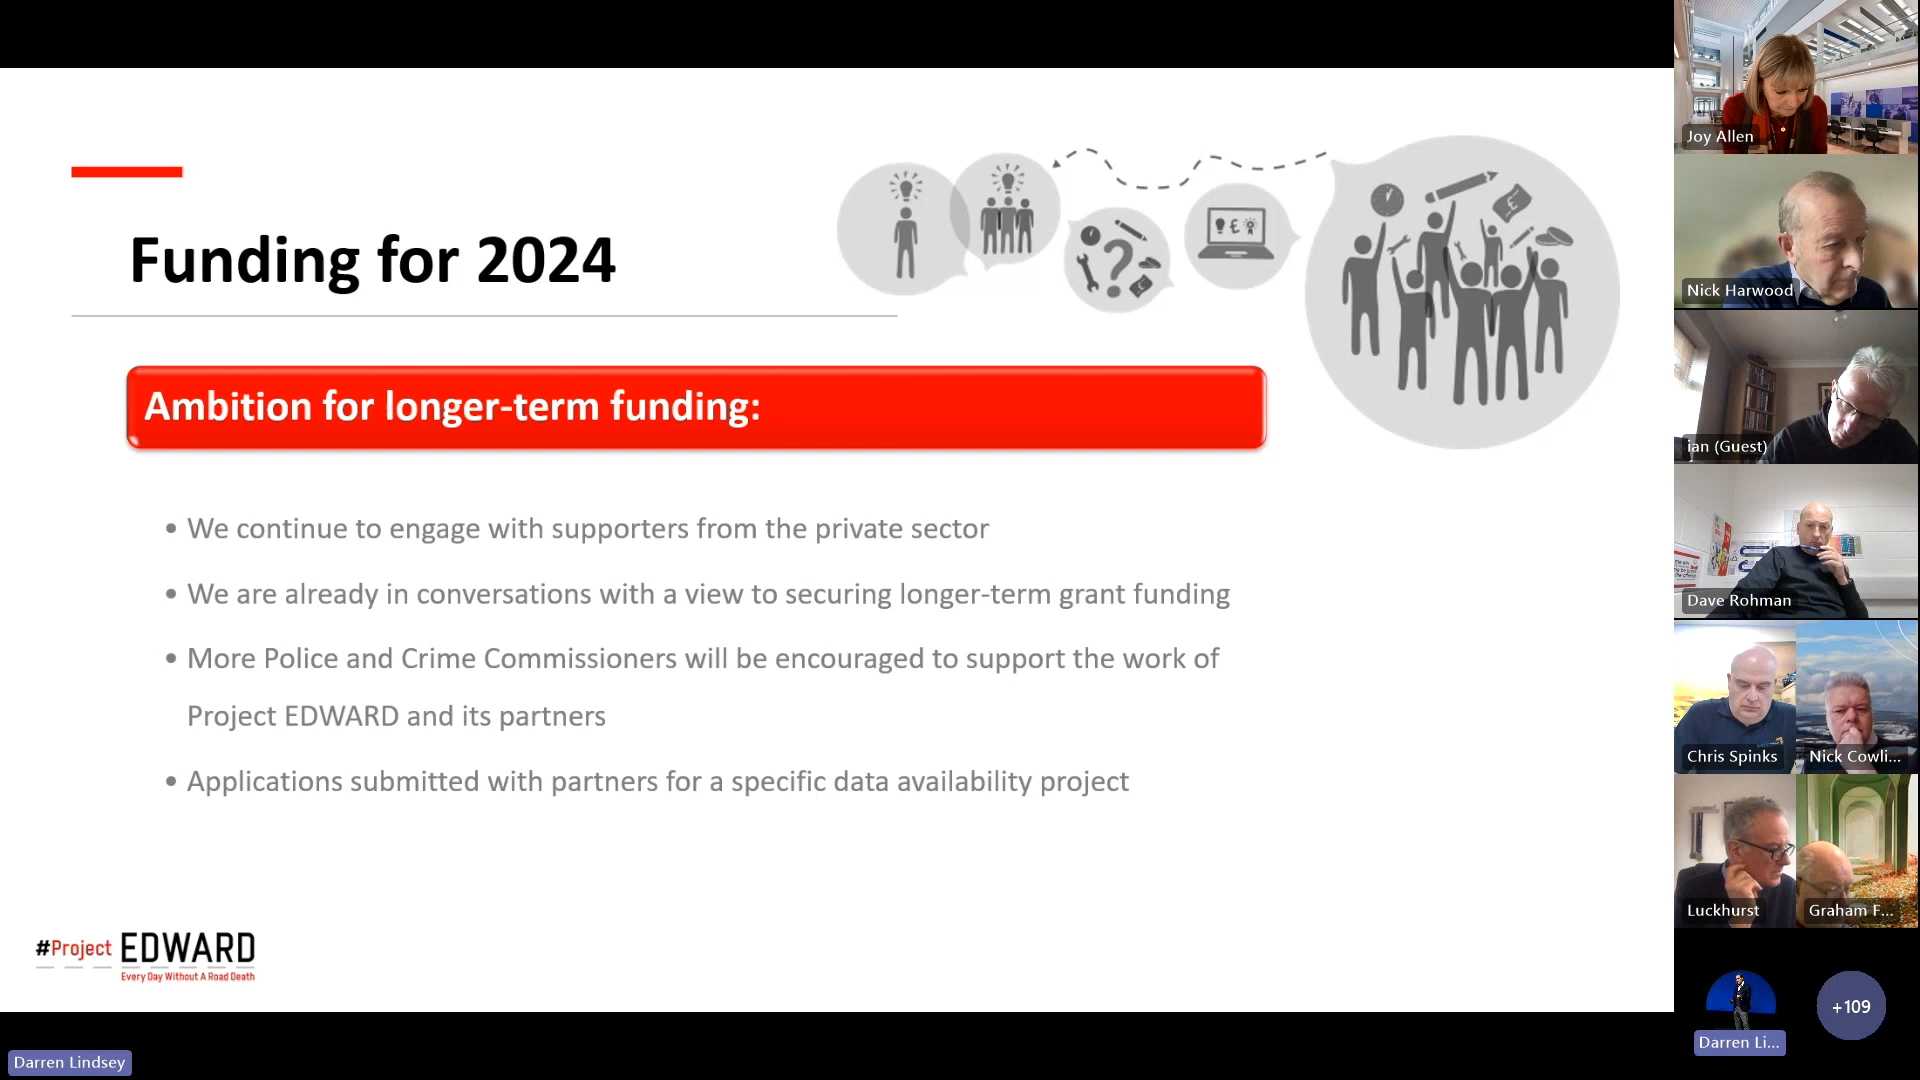 Funding for 2024
£
£
Ambition for longer-term funding:
• We continue to engage with supporters from the private sector
• We are already in conversations with a view to securing longer-term grant funding
• More Police and Crime Commissioners will be encouraged to support the work of
Project EDWARD and its partners
• Applications submitted with partners for a specific data availability project
#Project EDWARD
Every Day Without A Road Death
Darren Lindsey
Joy Allen
Nick Harwood
ian (Guest)
Dave Rohman
Chris Spinks
Nick Cowli...
Luckhurst
Graham F...
Darren Li...
+109